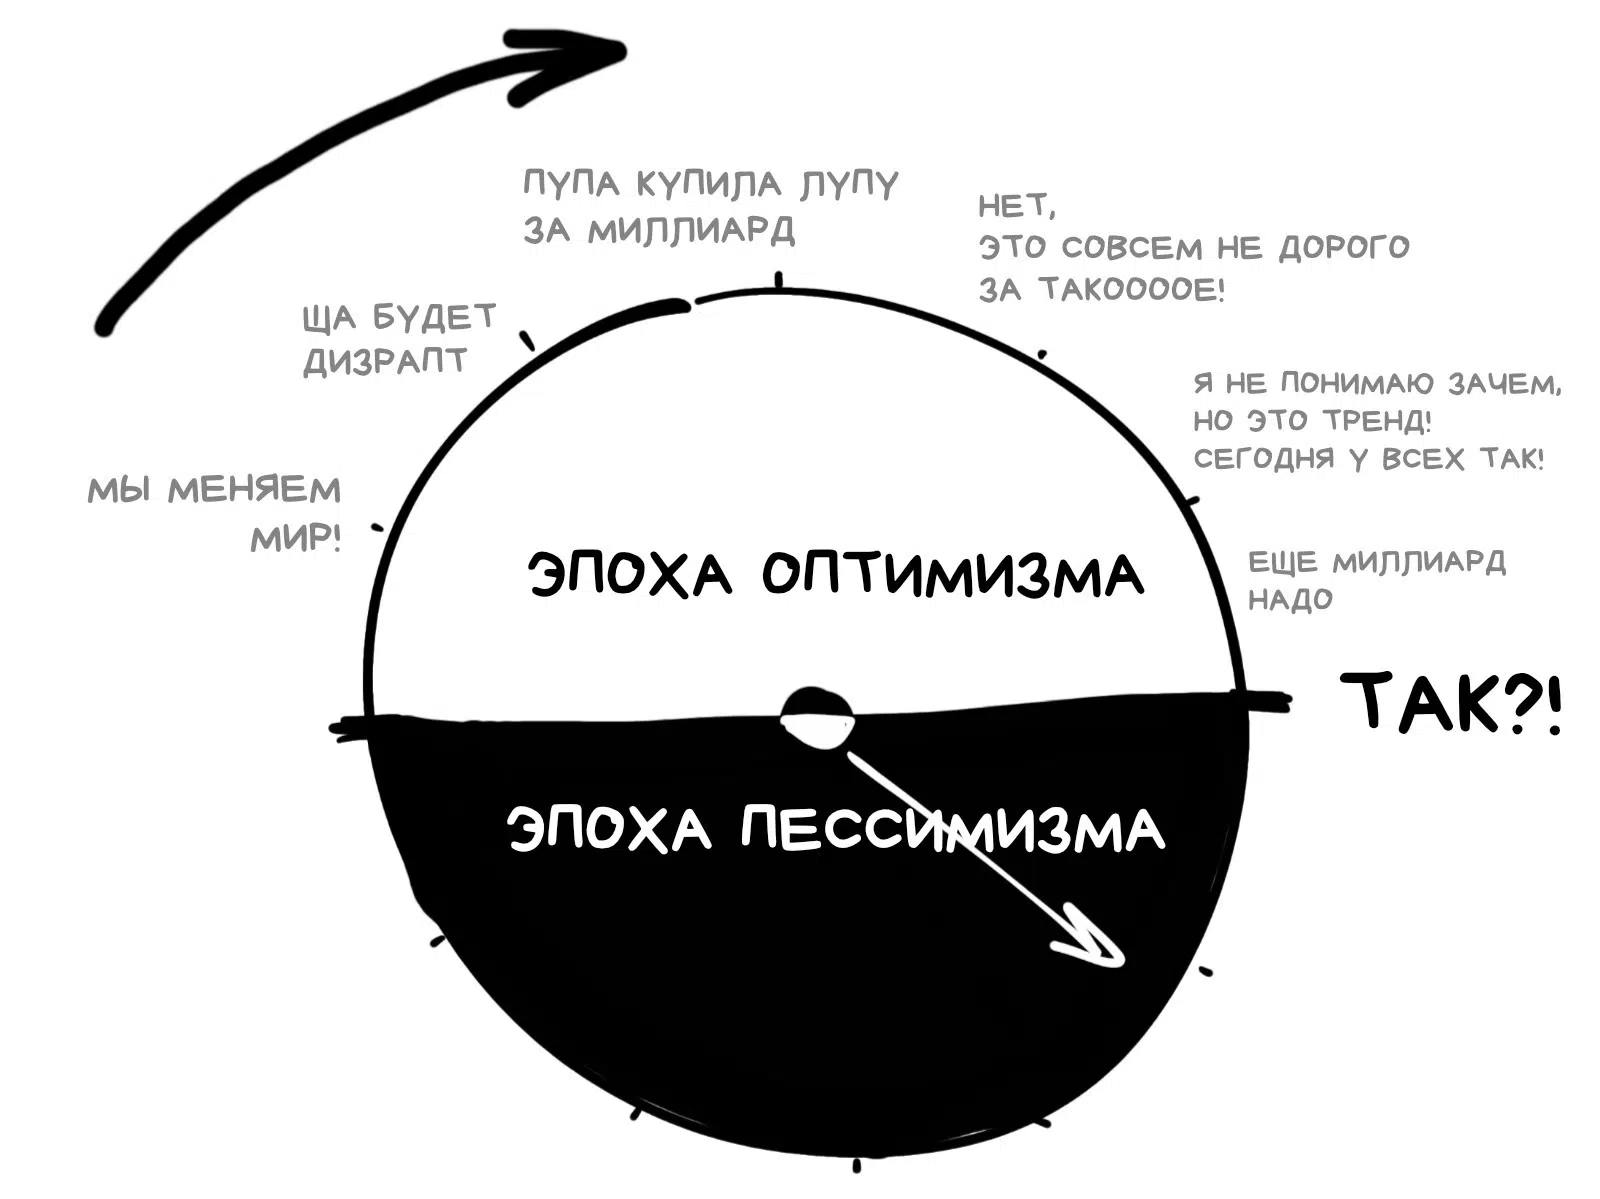 ПУПА КУПИЛА ЛУПУ
ЗА МИЛЛИАРД
НЕТ,
ЭТО СОВСЕМ НЕ ДОРОГО
ЗА ТАКООООЕ!
ЩА БУДЕТ
ДИЗРАПТ
Я НЕ ПОНИМАЮ ЗАЧЕМ,
НО ЭТО ТРЕНД!
СЕГОДНЯ У ВСЕХ ТАК!
МЫ МЕНЯЕМ
МИР!
ЭПОХА ОПТИМИЗМА
ЕЩЕ МИЛЛИАРД
НАДО
ТАК?!
ЭПОХА ПЕССИМИЗМА